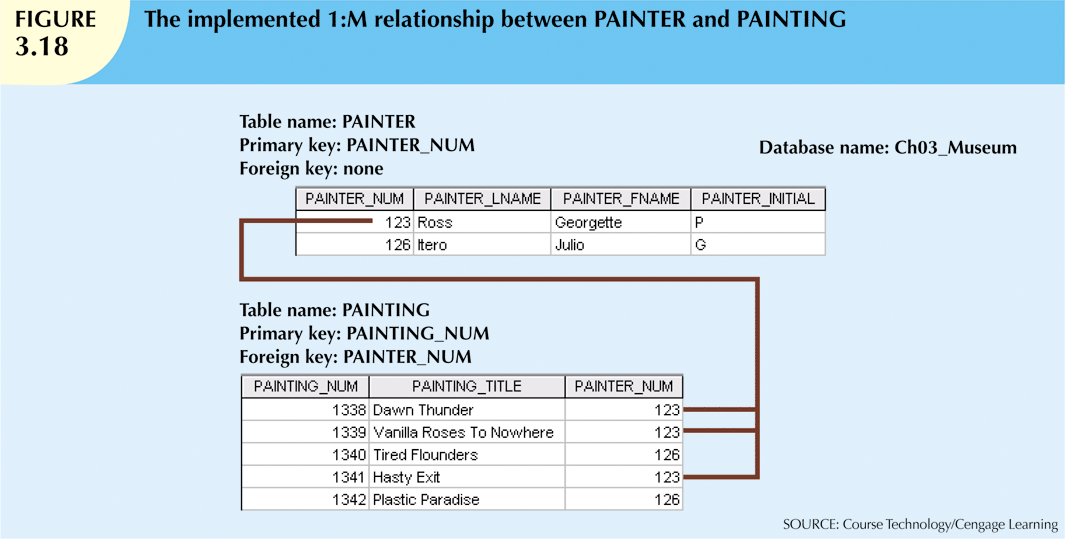 FIGURE 3.18
The implemented 1:M relationship between PAINTER and PAINTING
Table name: PAINTER
Primary key: PAINTER_NUM
Foreign key: none
Database name: Ch03_Museum
PAINTER_NUM PAINTER_LNAME PAINTER_FNAME PAINTER_INITIAL
123 Ross Georgette P
126 Itero Julio G
Table name: PAINTING
Primary key: PAINTING_NUM
Foreign key: PAINTER_NUM
PAINTING_NUM PAINTING_TITLE PAINTER_NUM
1338 Dawn Thunder 123
1339 Vanilla Roses To Nowhere 123
1340 Tired Flounders 126
1341 Hasty Exit 123
1342 Plastic Paradise 126
SOURCE: Course Technology/Cengage Learning